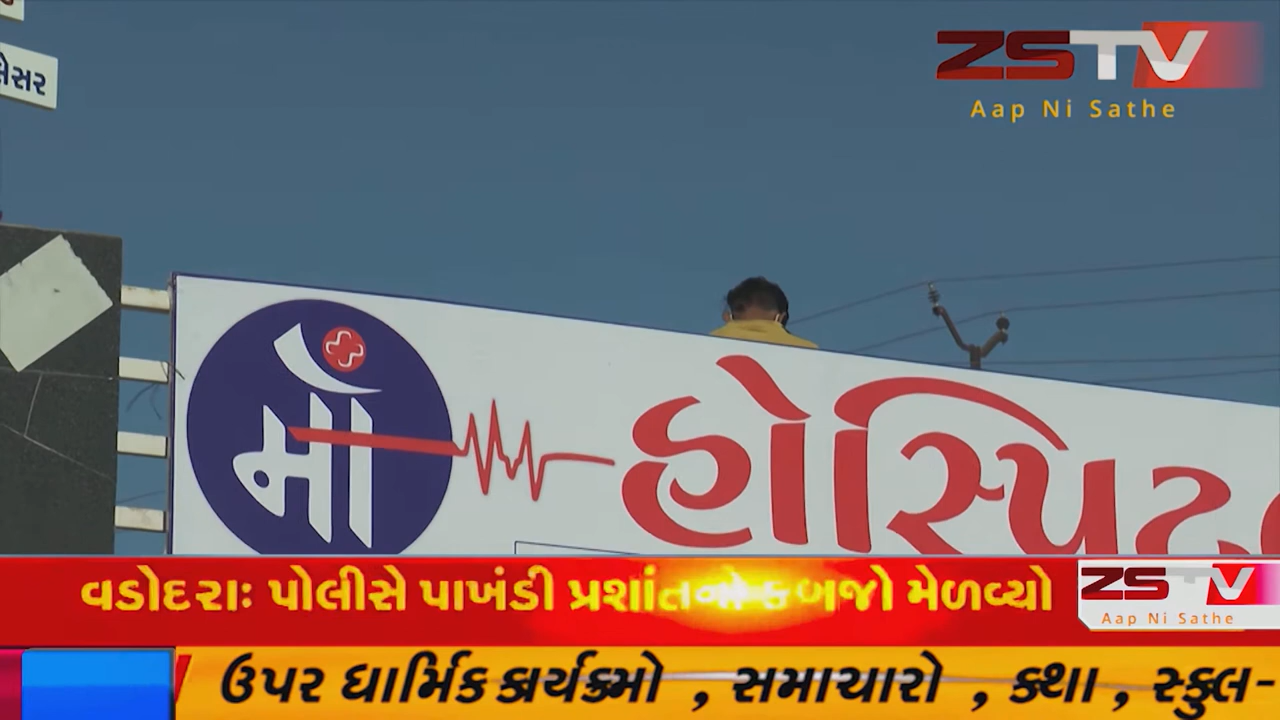 ZSTV
Aap Ni Sathe
માઁ હોસ્પિટલ
વડોદરાઃ પોલીસે પાખંડી પ્રશાંતનો કબજો મેળવ્યો
ZSTV
Aap Ni Sathe
ઉપર ધાર્મિક કાર્યક્રમો , સમાચારો , કથા , સ્કુલ-